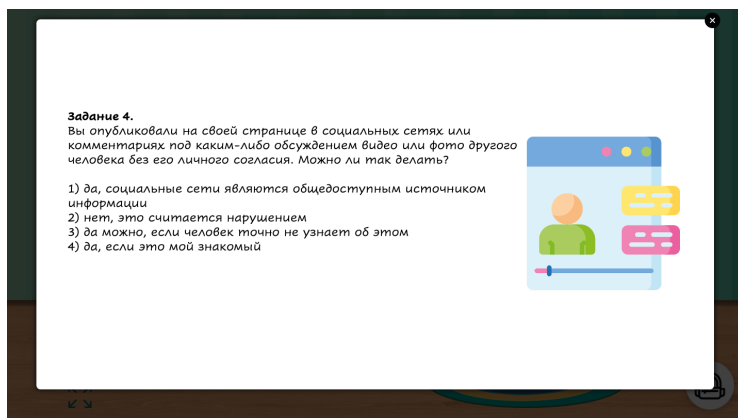 Задание 4.
Вы опубликовали на своей странице в социальных сетях или
комментариях под каким-либо обсуждением видео или фото другого
человека без его личного согласия. Можно ли так делать?
1) да, социальные сети являются общедоступным источником
информации
2) нет, это считается нарушением
3) да можно, если человек точно не узнает об этом
4) да, если это мой знакомый